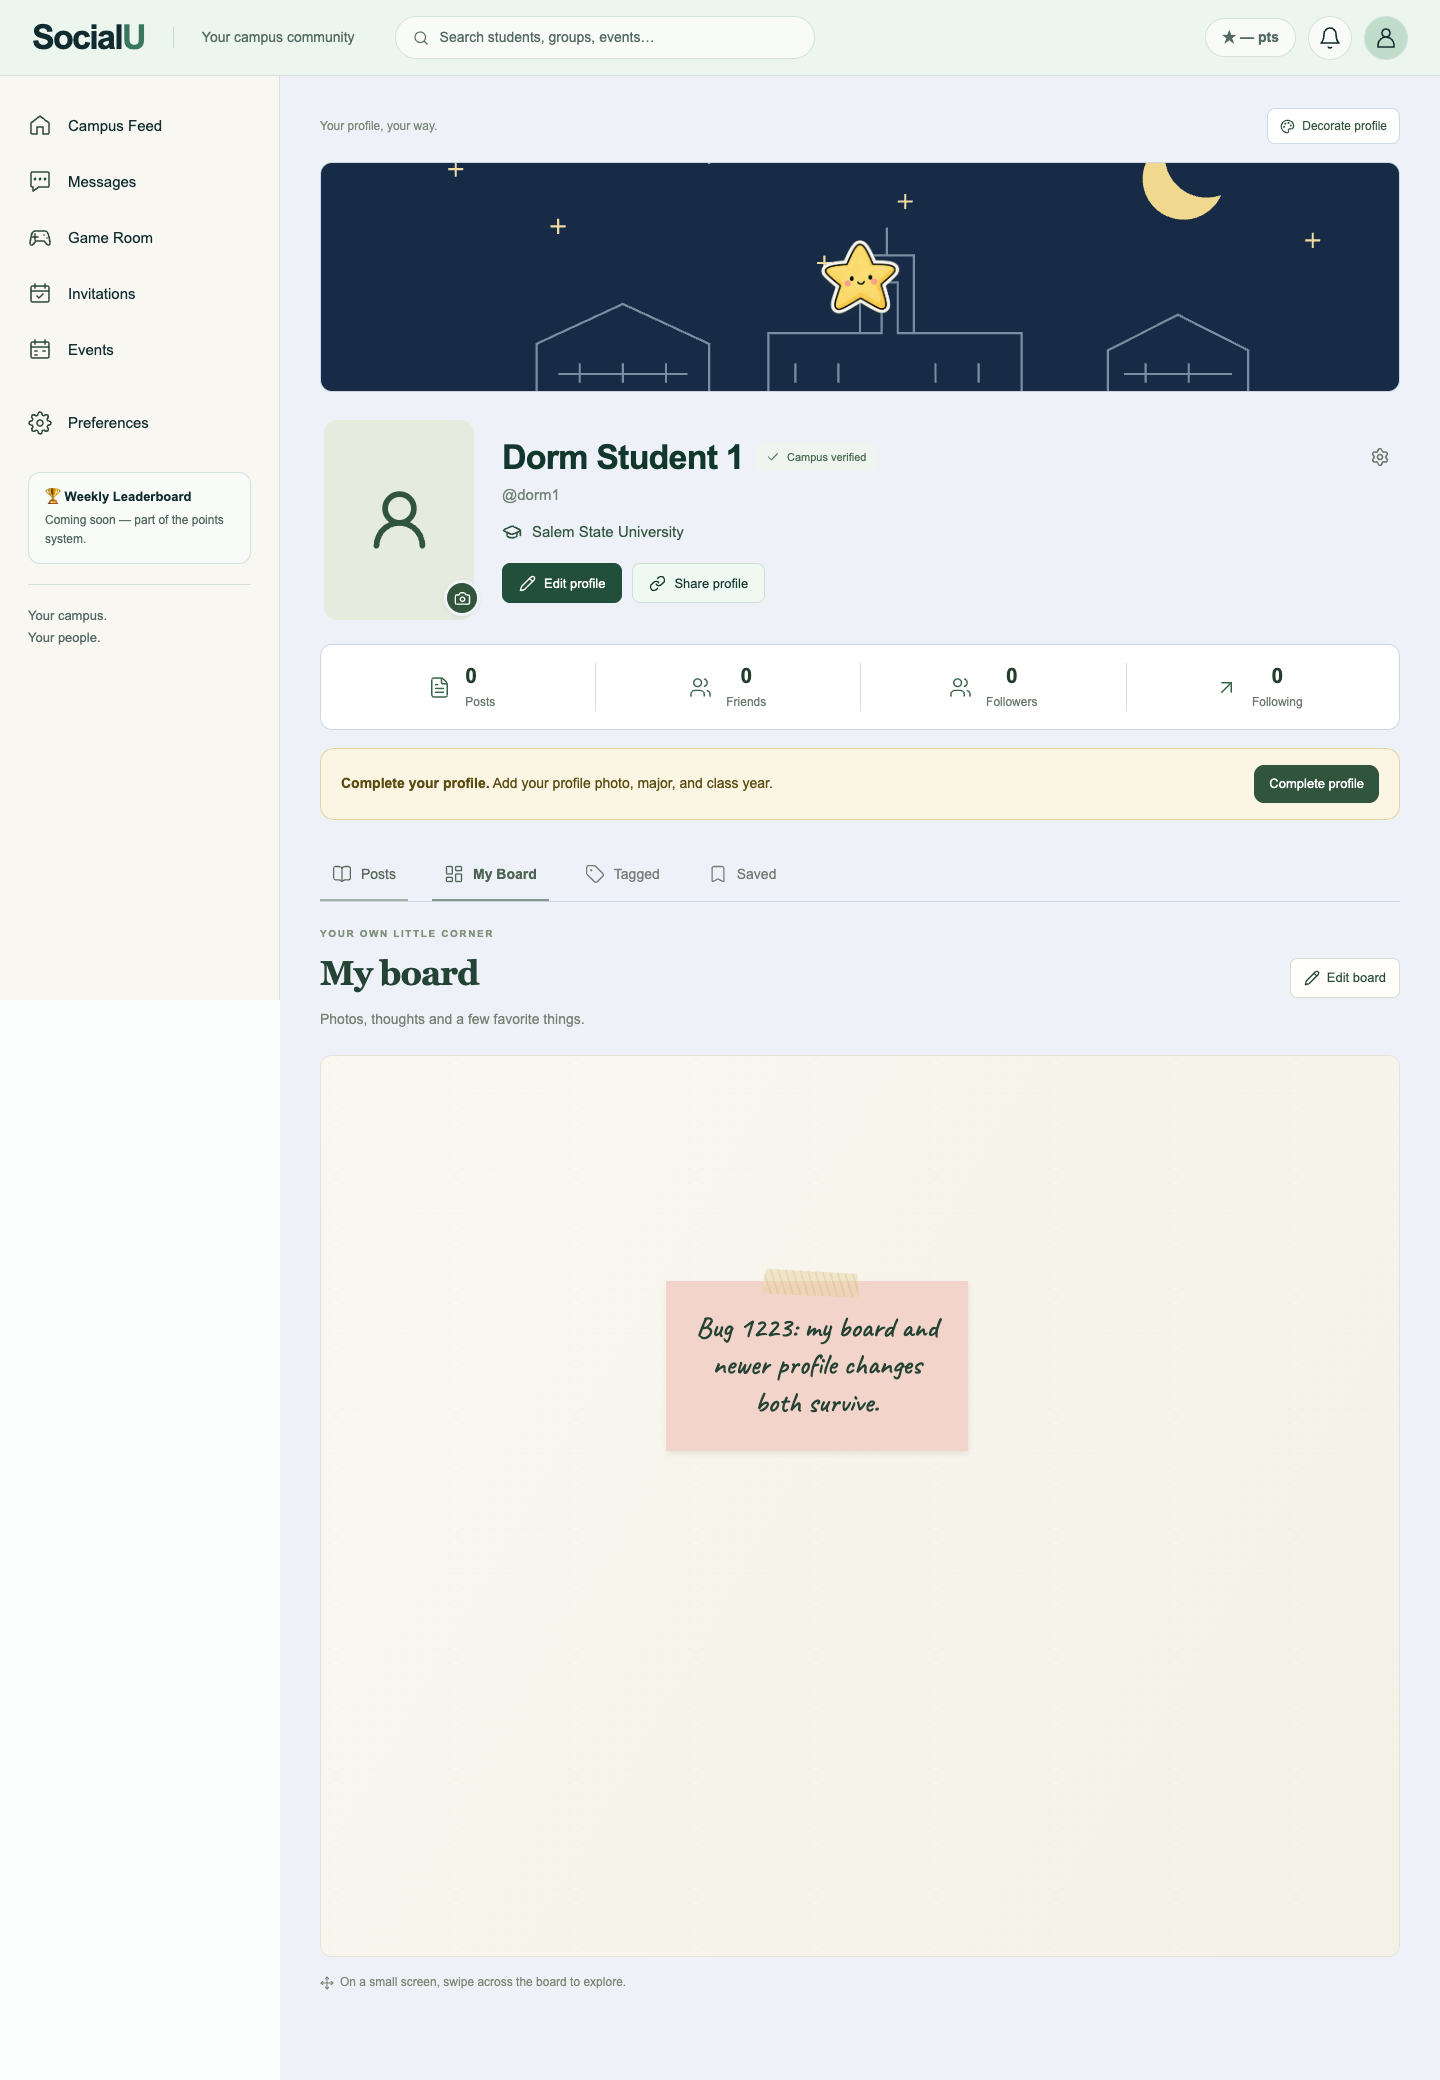 SocialU
Your campus community
Search students, groups, events…
★ — pts
Campus Feed
Messages
Game Room
Invitations
Events
Preferences
🏆 Weekly Leaderboard
Coming soon — part of the points
system.
Your campus.
Your people.
Your profile, your way.
Decorate profile
Dorm Student 1
Campus verified
@dorm1
Salem State University
Edit profile
Share profile
0
Posts
0
Friends
0
Followers
0
Following
Complete your profile. Add your profile photo, major, and class year.
Complete profile
Posts
My Board
Tagged
Saved
YOUR OWN LITTLE CORNER
My board
Edit board
Photos, thoughts and a few favorite things.
Bug 1223: my board and
newer profile changes
both survive.
On a small screen, swipe across the board to explore.